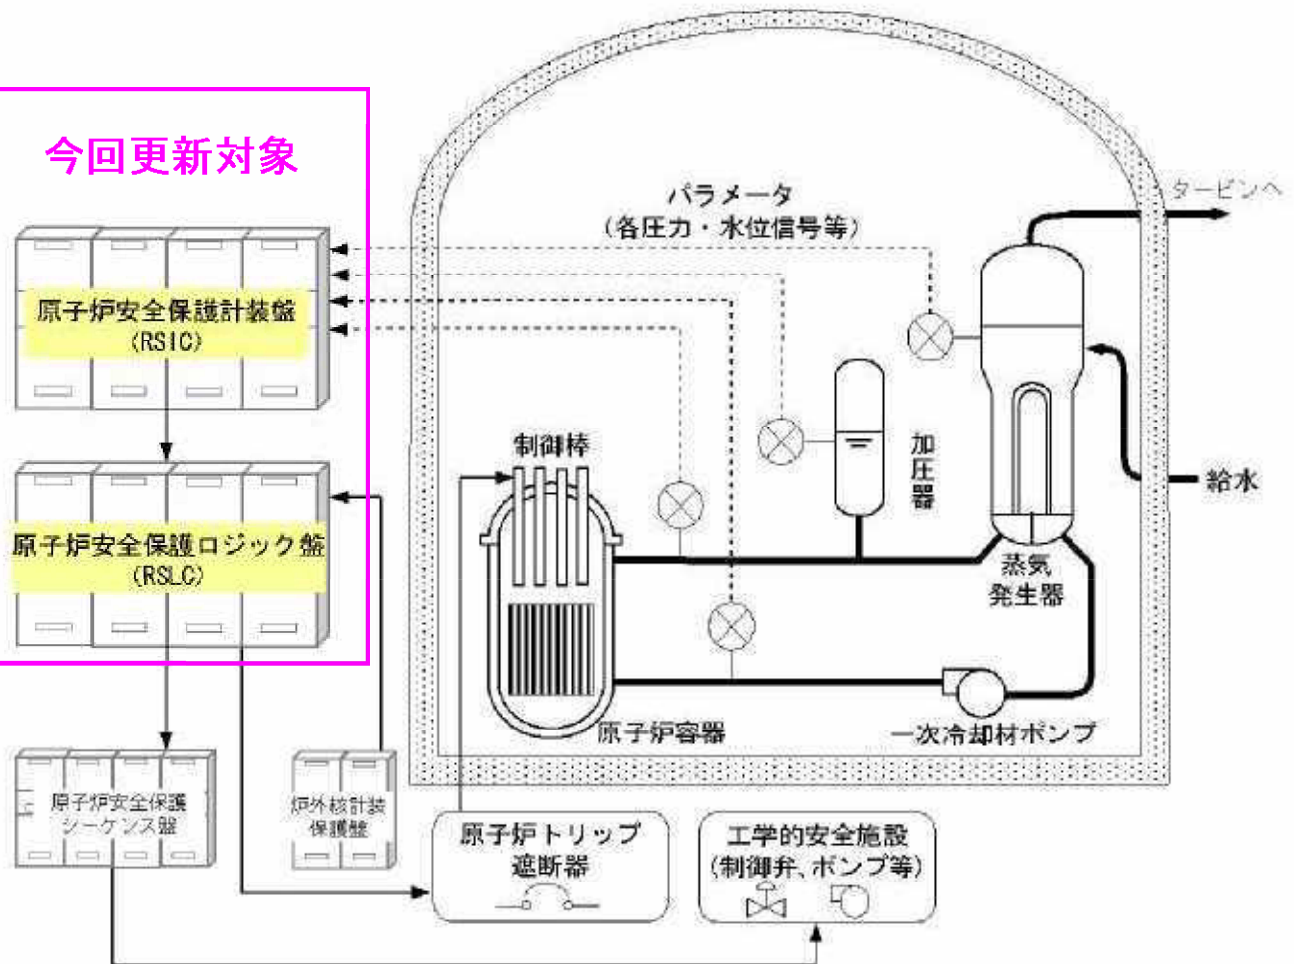 今回更新対象
原子炉安全保護計装盤
(RSIC)
原子炉安全保護ロジック盤
(RSLC)
原子炉安全保護
シーケンス盤
炉外核計装
保護盤
パラメータ
(各圧力・水位信号等)
タービンへ
制御棒
加圧器
給水
蒸気
発生器
原子炉容器
一次冷却材ポンプ
原子炉トリップ
遮断器
工学的安全施設
(制御弁、ポンプ等)